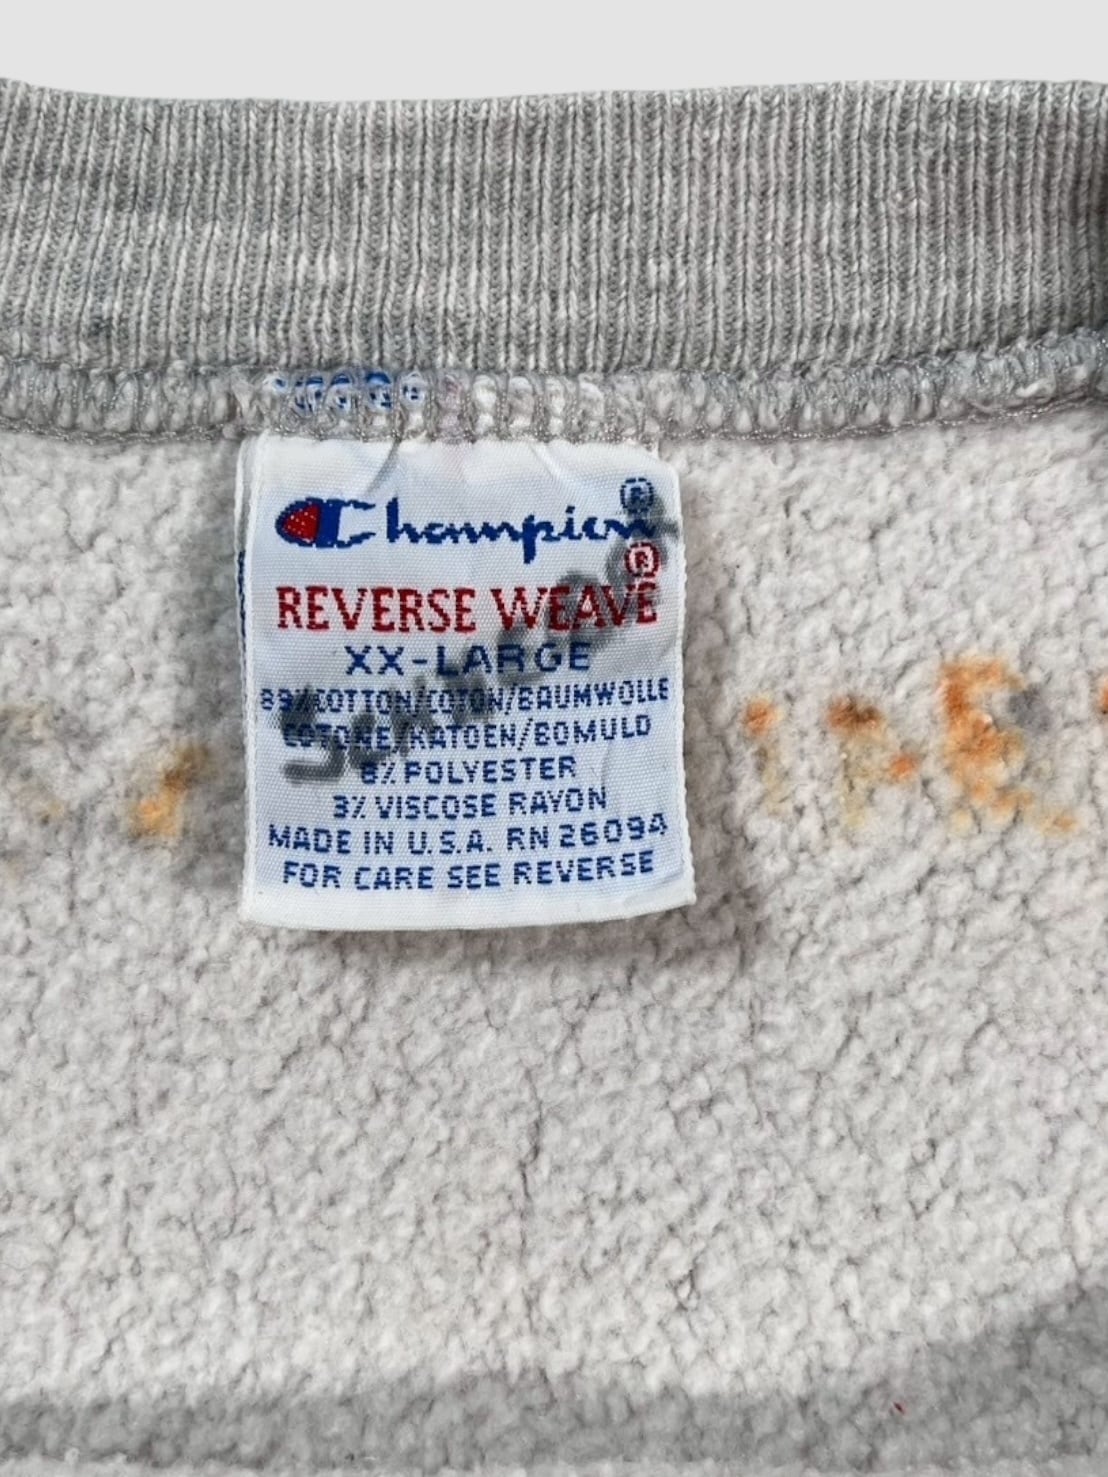 Champion®
REVERSE WEAVE®
XX-LARGE
89%COTTON/COTON/BAUMWOLLE
COTONE/KATOEN/BOMULD
8% POLYESTER
3% VISCOSE RAYON
MADE IN U.S.A. RN 26094
FOR CARE SEE REVERSE